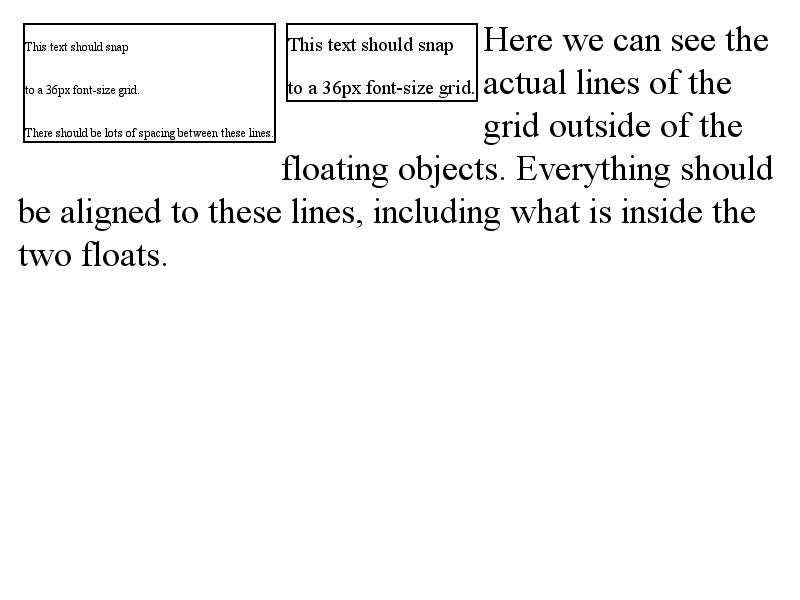 This text should snap
to a 36px font-size grid.
There should be lots of spacing between these lines.
This text should snap
to a 36px font-size grid.
Here we can see the
actual lines of the
grid outside of the
floating objects. Everything should
be aligned to these lines, including what is inside the
two floats.